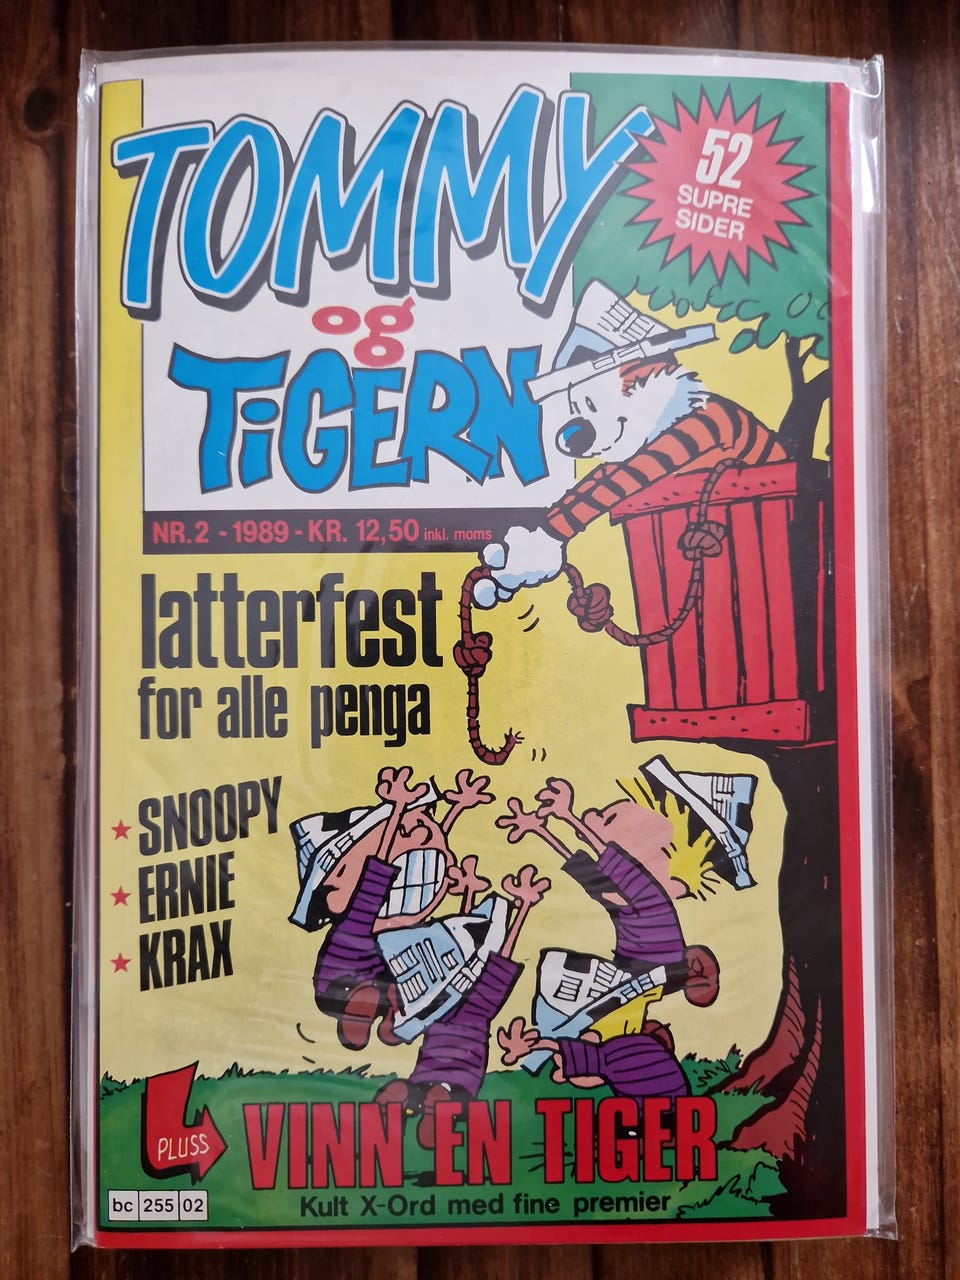 TOMMY
og
TiGERN
52
SUPRE
SIDER
NR. 2 - 1989 - KR. 12,50 inkl. moms
latterfest
for alle penga
★ SNOOPY
★ ERNIE
★ KRAX
PLUSS
VINN EN TIGER
Kult X-Ord med fine premier
bc 255 02